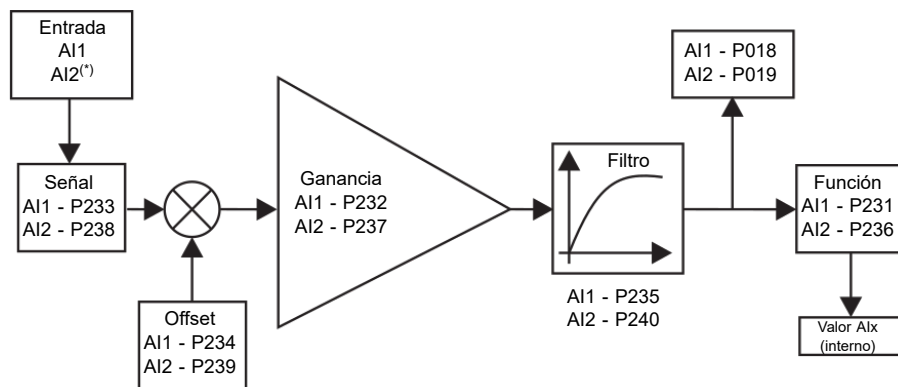 Entrada
AI1
AI2(*)
Señal
AI1 - P233
AI2 - P238
Offset
AI1 - P234
AI2 - P239
Ganancia
AI1 - P232
AI2 - P237
Filtro
AI1 - P235
AI2 - P240
AI1 - P018
AI2 - P019
Función
AI1 - P231
AI2 - P236
Valor AIx
(interno)